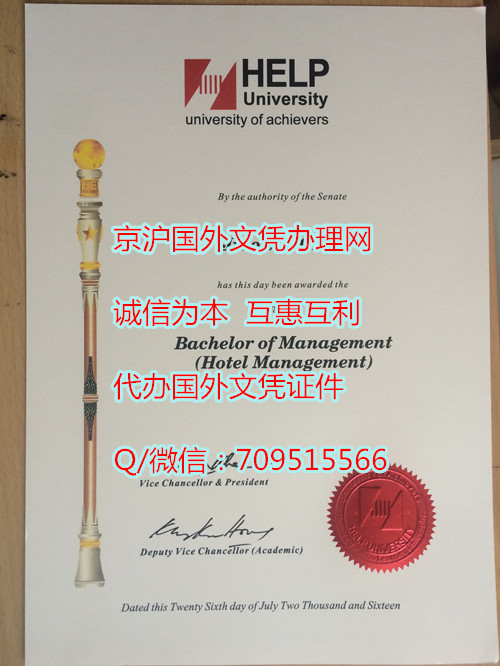 HELP
University
university of achievers
By the authority of the Senate
京沪国外文凭办理网
has this day been awarded the
诚信为本 互惠互利
Bachelor of Management
(Hotel Management)
代办国外文凭证件
Q/微信：709515566
Vice Chancellor & President
Deputy Vice Chancellor (Academic)
HELP UNIVERSITY
Dated this Twenty Sixth day of July Two Thousand and Sixteen